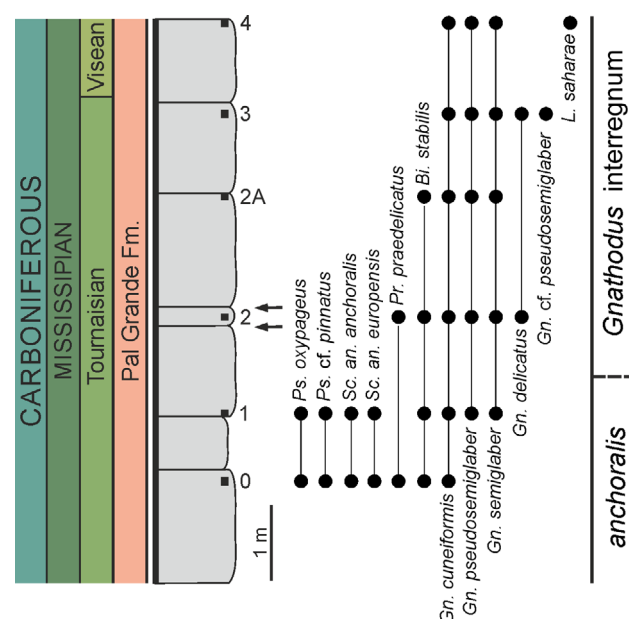 CARBONIFEROUS
MISSISSIPIAN
Visean
Tournaisian
Pal Grande Fm.
4
3
2A
2
1
0
1 m
Ps. oxypageus
Ps. cf. pinnatus
Sc. an. anchoralis
Sc. an. europensis
Pr. praedelicatus
Bi. stabilis
Gn. cuneiformis
Gn. pseudosemiglaber
Gn. semiglaber
Gn. delicatus
Gn. cf. pseudosemiglaber
L. saharae
Gnathodus interregnum
anchoralis